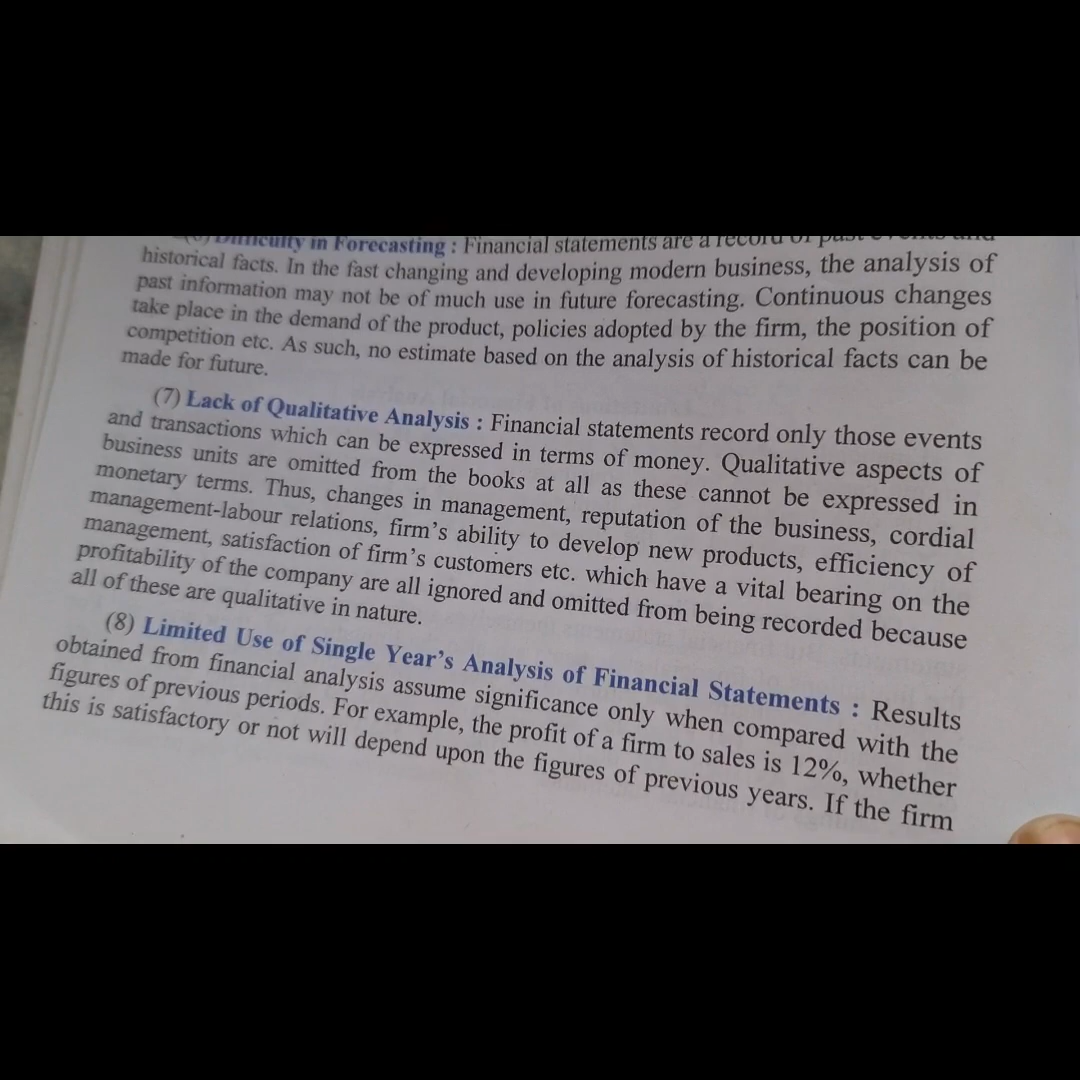 Difficulty in Forecasting : Financial statements are a record of past events and
historical facts. In the fast changing and developing modern business, the analysis of
past information may not be of much use in future forecasting. Continuous changes
take place in the demand of the product, policies adopted by the firm, the position of
competition etc. As such, no estimate based on the analysis of historical facts can be
made for future.
(7) Lack of Qualitative Analysis : Financial statements record only those events
and transactions which can be expressed in terms of money. Qualitative aspects of
business units are omitted from the books at all as these cannot be expressed in
monetary terms. Thus, changes in management, reputation of the business, cordial
management-labour relations, firm's ability to develop new products, efficiency of
management, satisfaction of firm's customers etc. which have a vital bearing on the
profitability of the company are all ignored and omitted from being recorded because
all of these are qualitative in nature.
(8) Limited Use of Single Year's Analysis of Financial Statements : Results
obtained from financial analysis assume significance only when compared with the
figures of previous periods. For example, the profit of a firm to sales is 12%, whether
this is satisfactory or not will depend upon the figures of previous years. If the firm